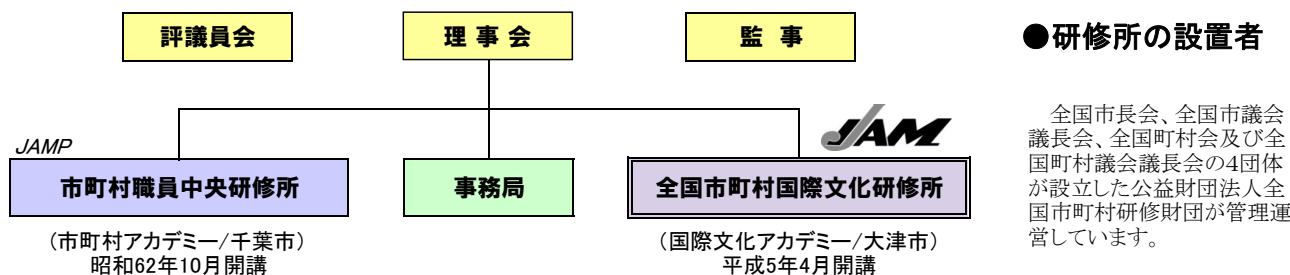 評議員会
理 事 会
監 事
JAMP
市町村職員中央研修所
(市町村アカデミー/千葉市)
昭和62年10月開講
事務局
JAM
全国市町村国際文化研修所
(国際文化アカデミー/大津市)
平成5年4月開講
●研修所の設置者
全国市長会、全国市議会
議長会、全国町村会及び全
国町村議会議長会の4団体
が設立した公益財団法人全
国市町村研修財団が管理運
営しています。